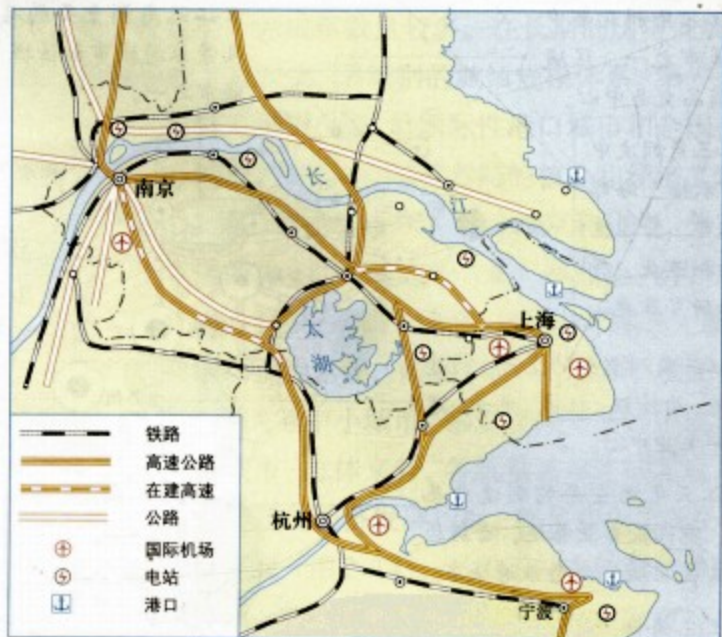 南京
长
江
太
湖
上海
杭州
宁波
铁路
高速公路
在建高速
公路
国际机场
电站
港口